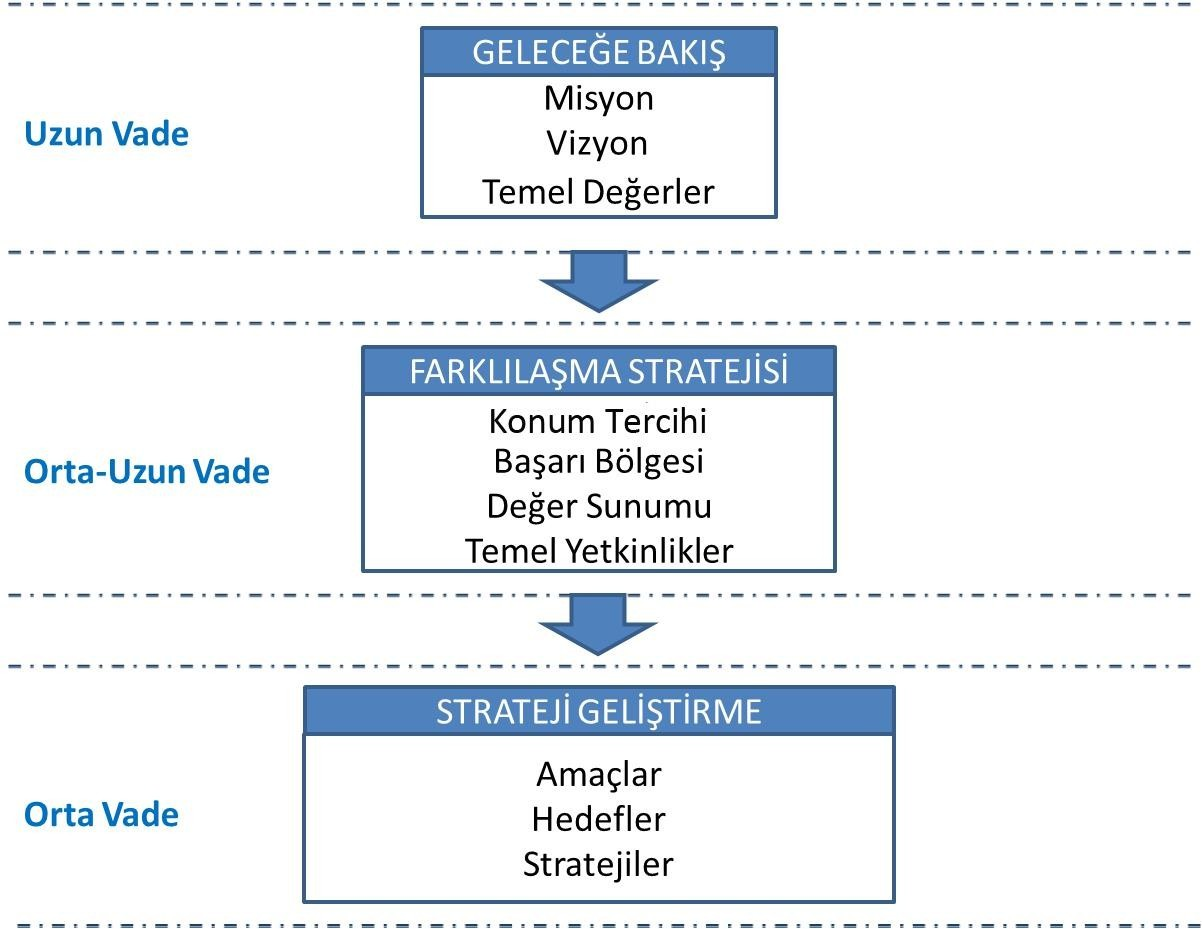 GELECEĞE BAKIŞ
Misyon
Vizyon
Temel Değerler
Uzun Vade
FARKLILAŞMA STRATEJİSİ
Konum Tercihi
Başarı Bölgesi
Değer Sunumu
Temel Yetkinlikler
Orta-Uzun Vade
STRATEJİ GELİŞTİRME
Amaçlar
Hedefler
Stratejiler
Orta Vade